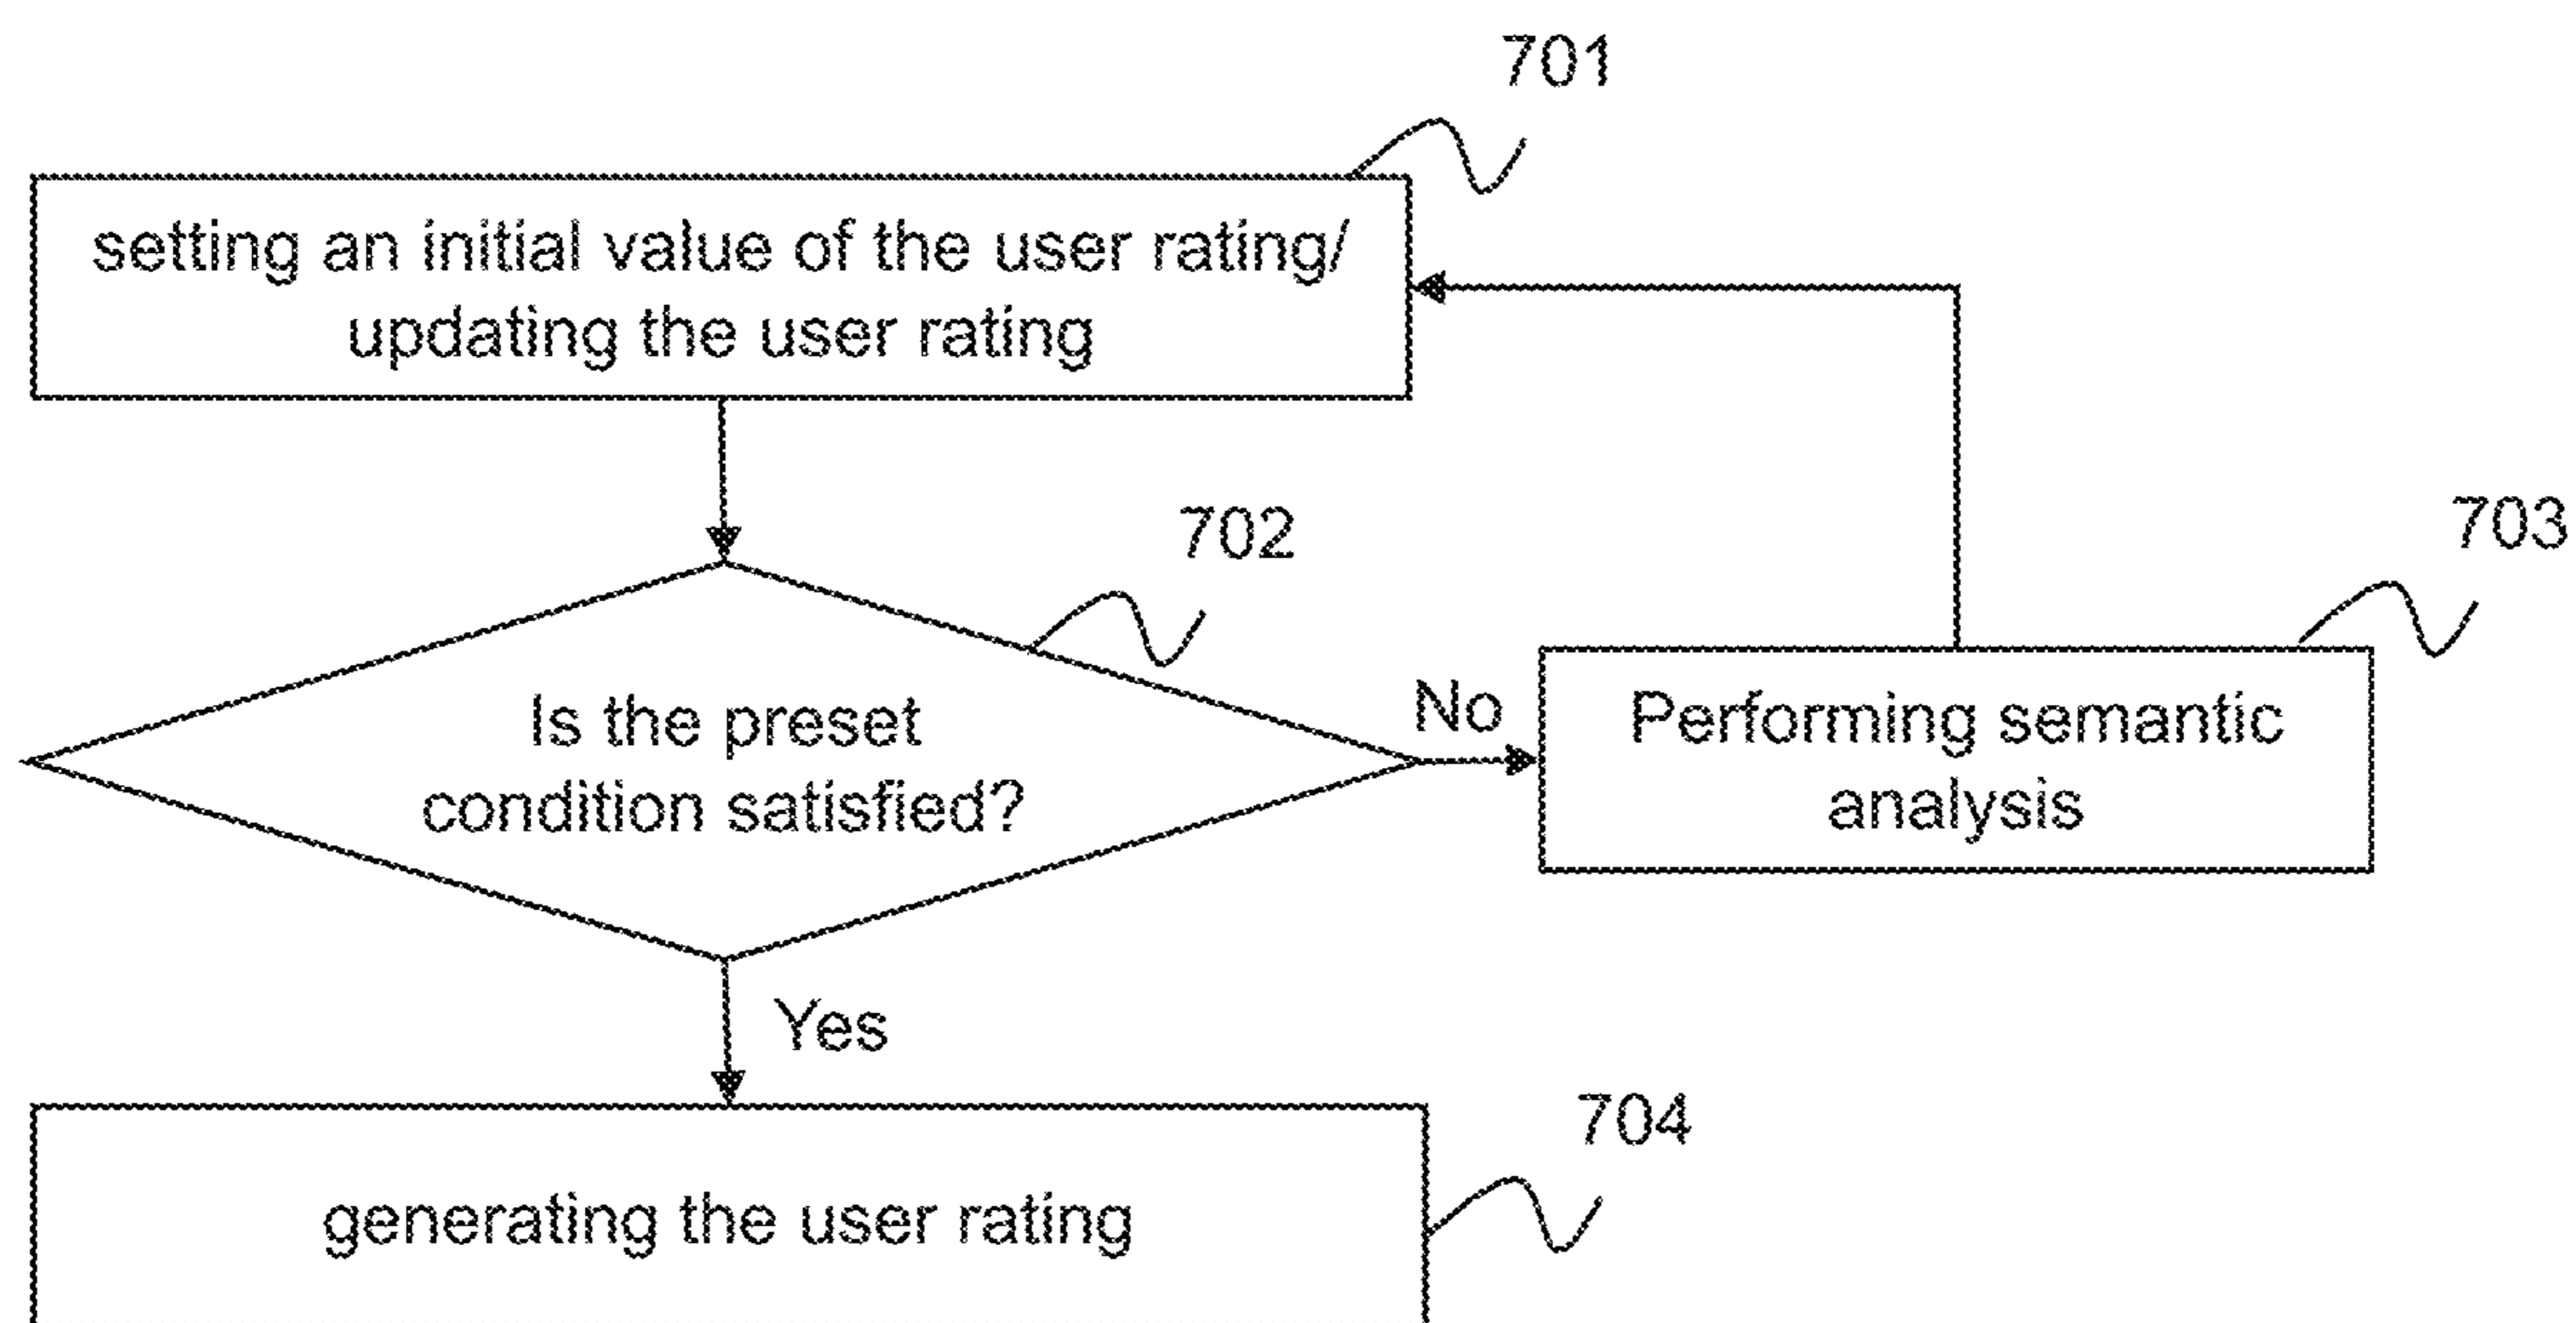 701
setting an initial value of the user rating/
updating the user rating
702
703
Is the preset
condition satisfied?
No
Performing semantic
analysis
Yes
704
generating the user rating